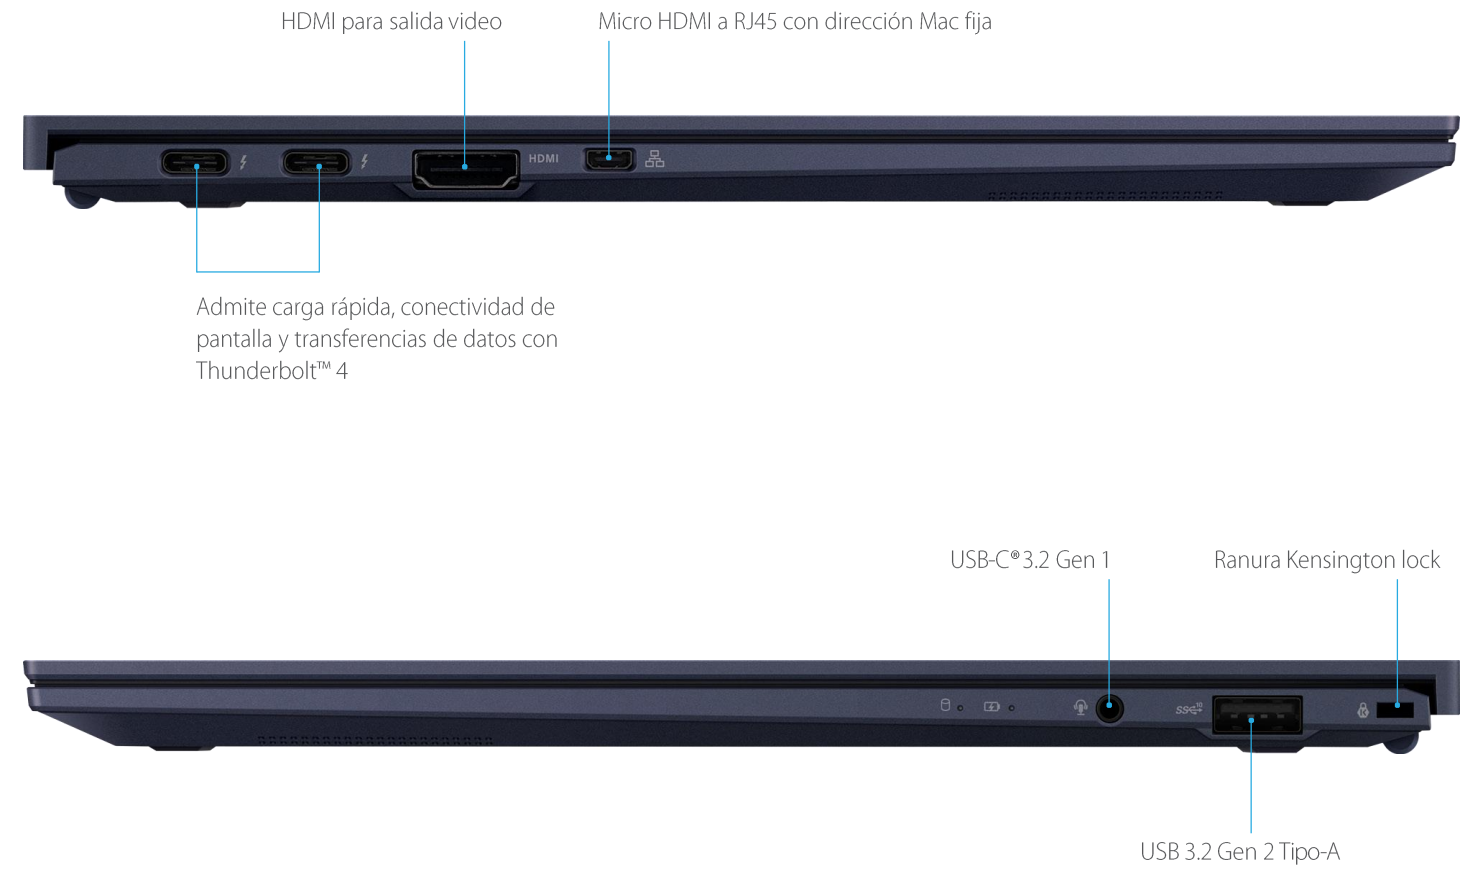 HDMI para salida video
Micro HDMI a RJ45 con dirección Mac fija
HDMI
Admite carga rápida, conectividad de
pantalla y transferencias de datos con
Thunderbolt™ 4
USB-C® 3.2 Gen 1
Ranura Kensington lock
SS 10
USB 3.2 Gen 2 Tipo-A